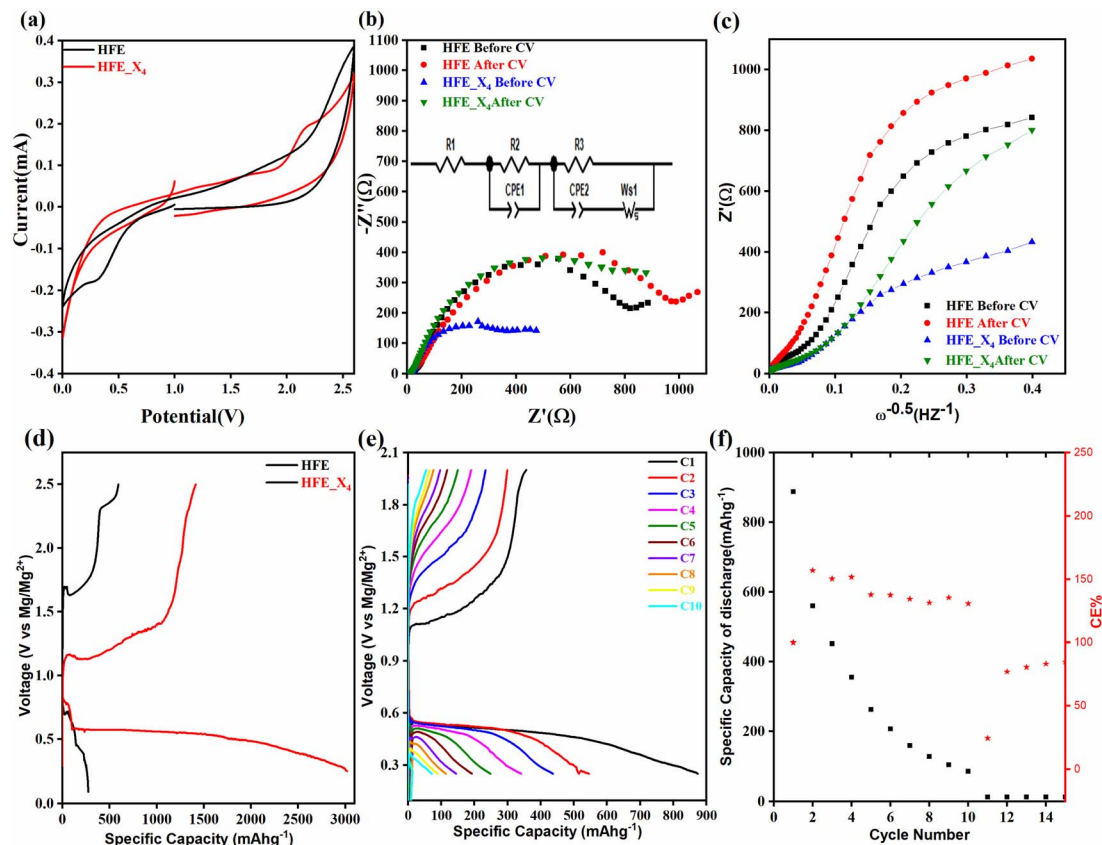 (a)
HFE
HFE_X4
0.4
0.3
0.2
0.1
0.0
-0.1
-0.2
-0.3
-0.4
Current(mA)
0.0
0.5
1.0
1.5
2.0
2.5
Potential(V)
(b)
HFE Before CV
HFE After CV
HFE_X4 Before CV
HFE_X4After CV
R1
R2
R3
CPE1
CPE2
Ws1
1100
1000
900
800
700
600
500
400
300
200
100
0
-Z"(Ω)
0
200
400
600
800
1000
Z'(Ω)
(c)
1000
800
600
400
200
0
Z'(Ω)
HFE Before CV
HFE After CV
HFE_X4 Before CV
HFE_X4After CV
0.0
0.1
0.2
0.3
0.4
ω-0.5(HZ-1)
(d)
HFE
HFE_X4
2.5
2.0
1.5
1.0
0.5
0.0
Voltage (V vs Mg/Mg2+)
0
500
1000
1500
2000
2500
3000
Specific Capacity (mAhg-1)
(e)
C1
C2
C3
C4
C5
C6
C7
C8
C9
C10
2.1
1.8
1.5
1.2
0.9
0.6
0.3
Voltage (V vs Mg/Mg2+)
0
100
200
300
400
500
600
700
800
900
Specific Capacity (mAhg-1)
(f)
1000
800
600
400
200
0
Specific Capacity of discharge(mAhg-1)
250
200
150
100
50
0
CE%
0
2
4
6
8
10
12
14
Cycle Number